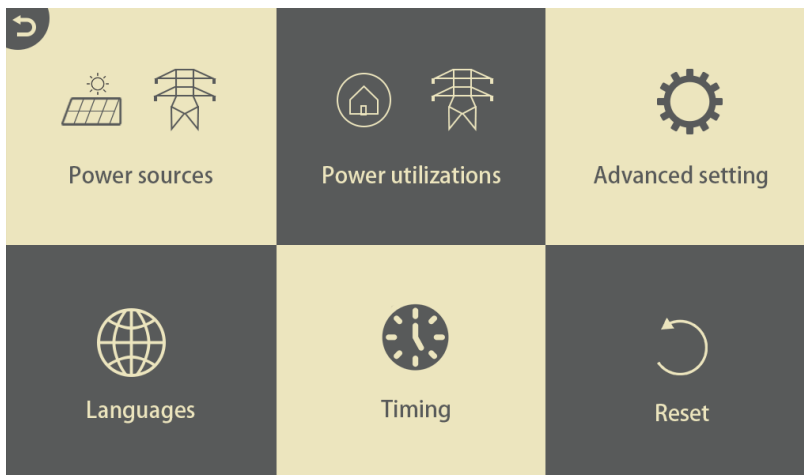 Power sources
Power utilizations
Advanced setting
Languages
Timing
Reset